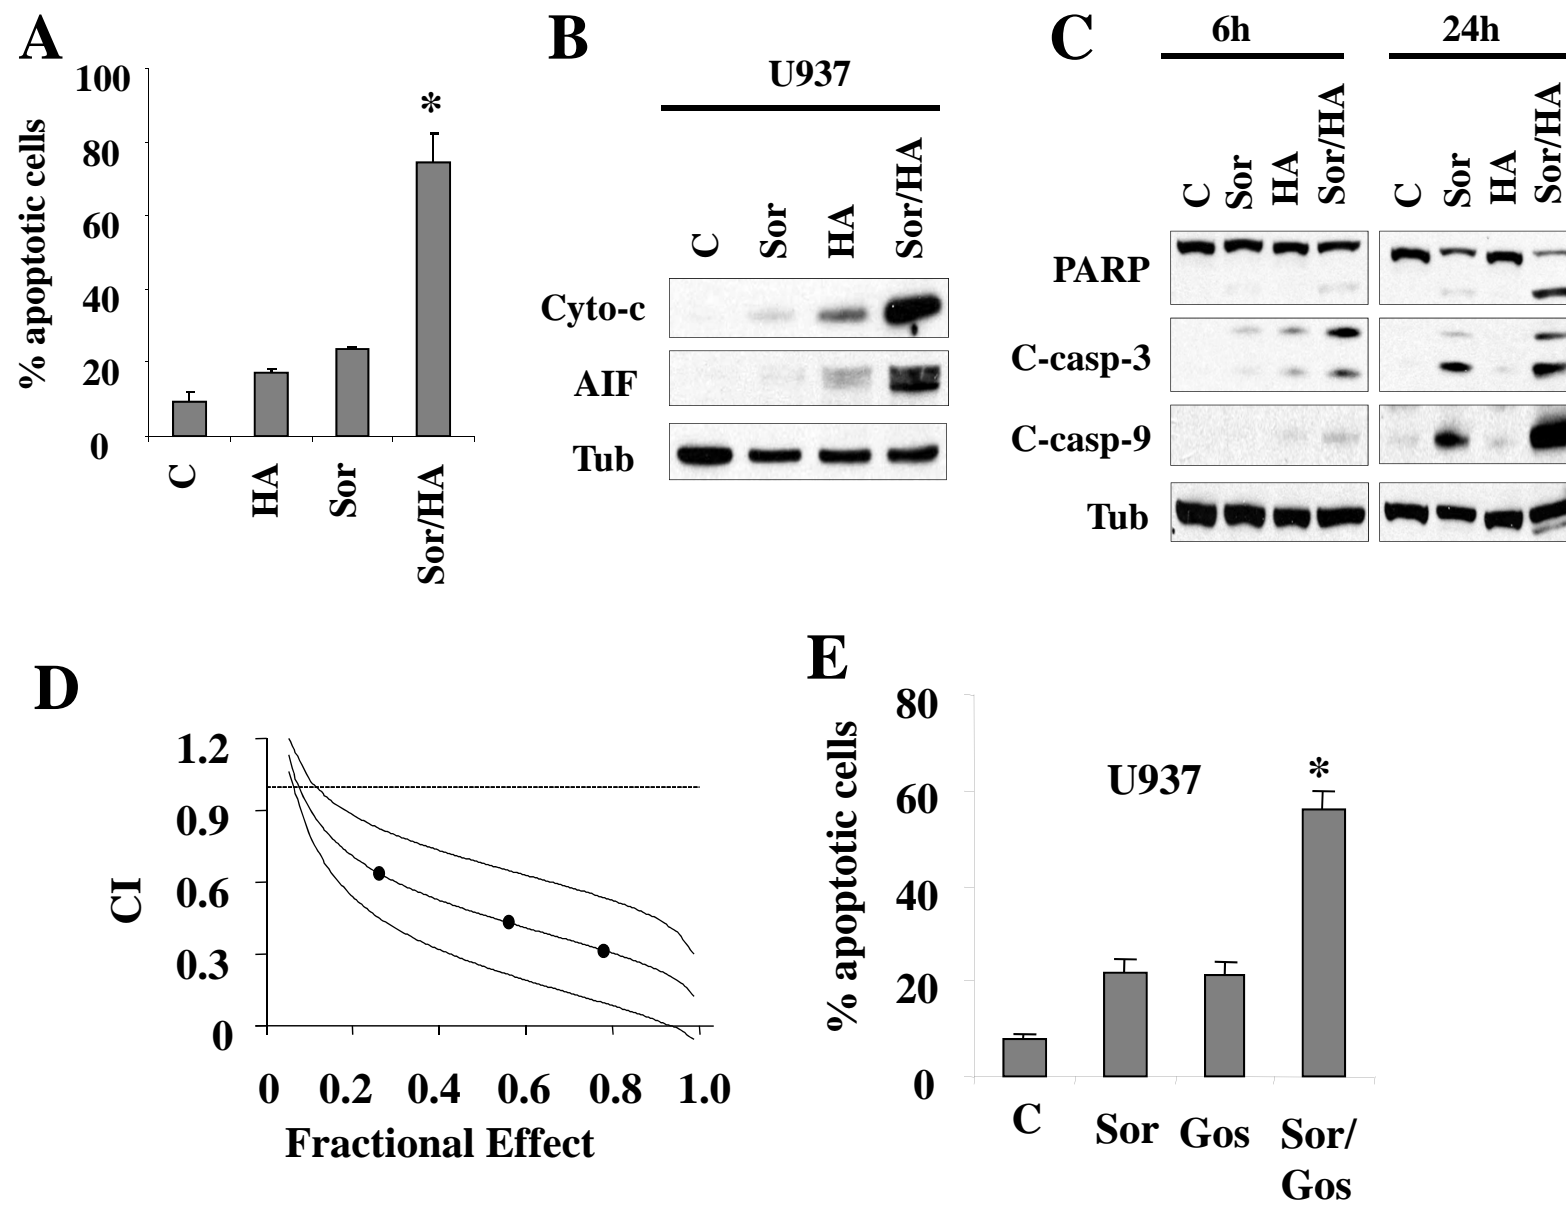 A
100
80
60
40
20
0
% apoptotic cells
*
C
HA
Sor
Sor/HA
B
U937
C
Sor
HA
Sor/HA
Cyto-c
AIF
Tub
C
6h
24h
C
Sor
HA
Sor/HA
C
Sor
HA
Sor/HA
PARP
C-casp-3
C-casp-9
Tub
D
1.2
0.9
0.6
0.3
0
CI
0 0.2 0.4 0.6 0.8 1.0
Fractional Effect
E
80
60
40
20
0
% apoptotic cells
U937
*
C
Sor
Gos
Sor/
Gos